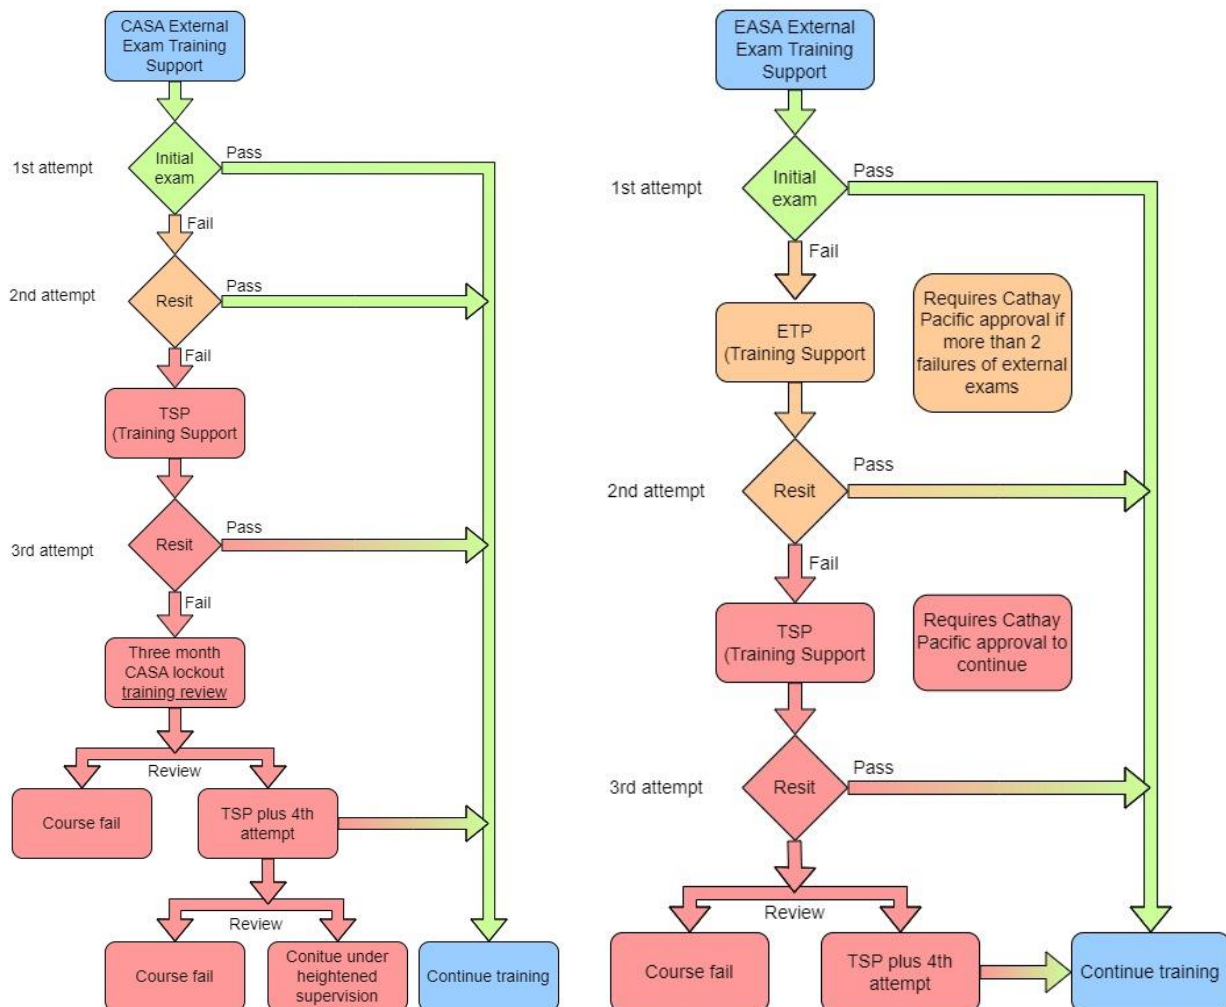 CASA External
Exam Training
Support
1st attempt
Initial
exam
Pass
Fail
2nd attempt
Resit
Pass
Fail
TSP
(Training Support
3rd attempt
Resit
Pass
Fail
Three month
CASA lockout
training review
Review
Course fail
TSP plus 4th
attempt
Review
Course fail
Conitue under
heightened
supervision
Continue training
EASA External
Exam Training
Support
1st attempt
Initial
exam
Pass
Fail
ETP
(Training Support
Requires Cathay
Pacific approval if
more than 2
failures of external
exams
2nd attempt
Resit
Pass
Fail
TSP
(Training Support
Requires Cathay
Pacific approval to
continue
3rd attempt
Resit
Pass
Review
Course fail
TSP plus 4th
attempt
Continue training